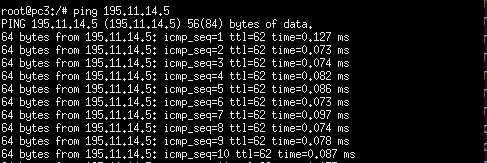 root@pc3:/# ping 195.11.14.5
PING 195.11.14.5 (195.11.14.5) 56(84) bytes of data.
64 bytes from 195.11.14.5: icmp_seq=1 ttl=62 time=0.127 ms
64 bytes from 195.11.14.5: icmp_seq=2 ttl=62 time=0.073 ms
64 bytes from 195.11.14.5: icmp_seq=3 ttl=62 time=0.074 ms
64 bytes from 195.11.14.5: icmp_seq=4 ttl=62 time=0.082 ms
64 bytes from 195.11.14.5: icmp_seq=5 ttl=62 time=0.086 ms
64 bytes from 195.11.14.5: icmp_seq=6 ttl=62 time=0.073 ms
64 bytes from 195.11.14.5: icmp_seq=7 ttl=62 time=0.097 ms
64 bytes from 195.11.14.5: icmp_seq=8 ttl=62 time=0.074 ms
64 bytes from 195.11.14.5: icmp_seq=9 ttl=62 time=0.078 ms
64 bytes from 195.11.14.5: icmp_seq=10 ttl=62 time=0.087 ms